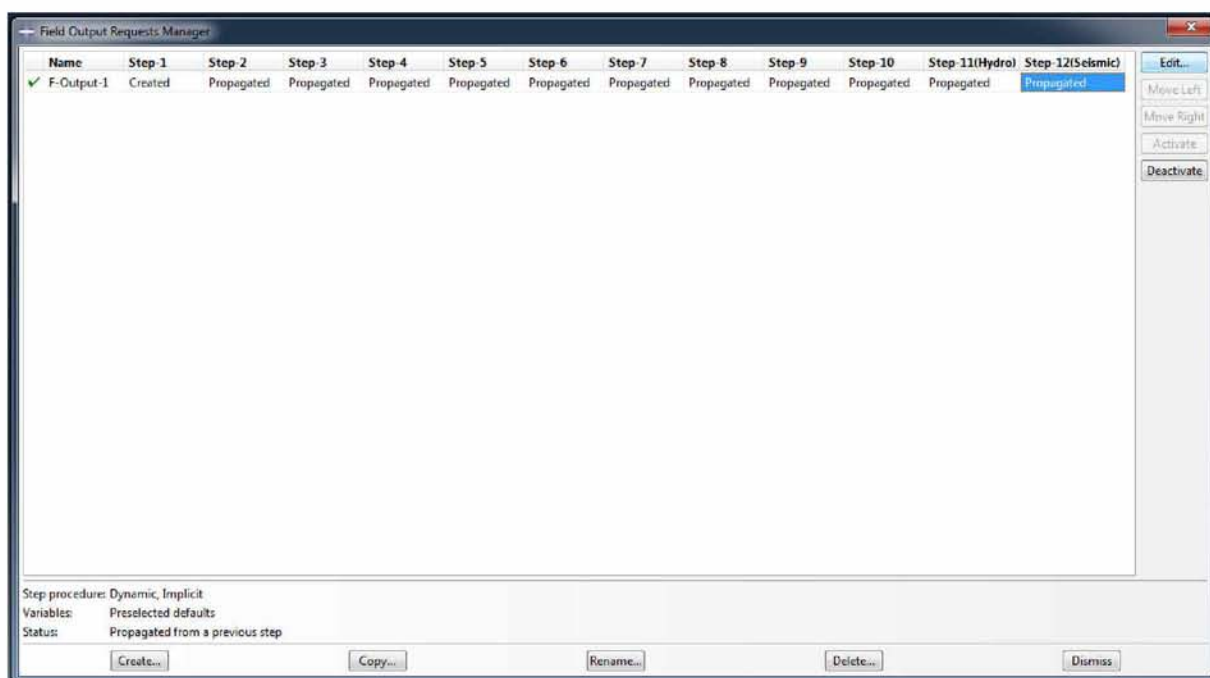 Field Output Requests Manager
Name Step-1 Step-2 Step-3 Step-4 Step-5 Step-6 Step-7 Step-8 Step-9 Step-10 Step-11(Hydro) Step-12(Seismic)
F-Output-1 Created Propagated Propagated Propagated Propagated Propagated Propagated Propagated Propagated Propagated Propagated Propagated
Edit...
Move Left
Move Right
Activate
Deactivate
Step procedure: Dynamic, Implicit
Variables: Preselected defaults
Status: Propagated from a previous step
Create... Copy... Rename... Delete... Dismiss